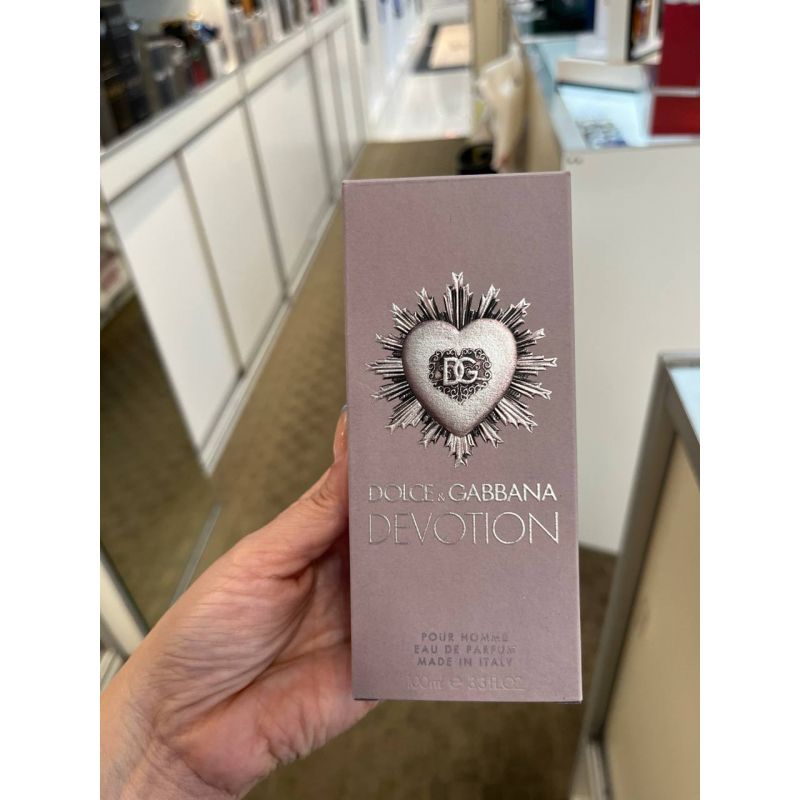 DG
DOLCE & GABBANA
DEVOTION
POUR HOMME
EAU DE PARFUM
MADE IN ITALY
100ml e 3.3 FL.OZ